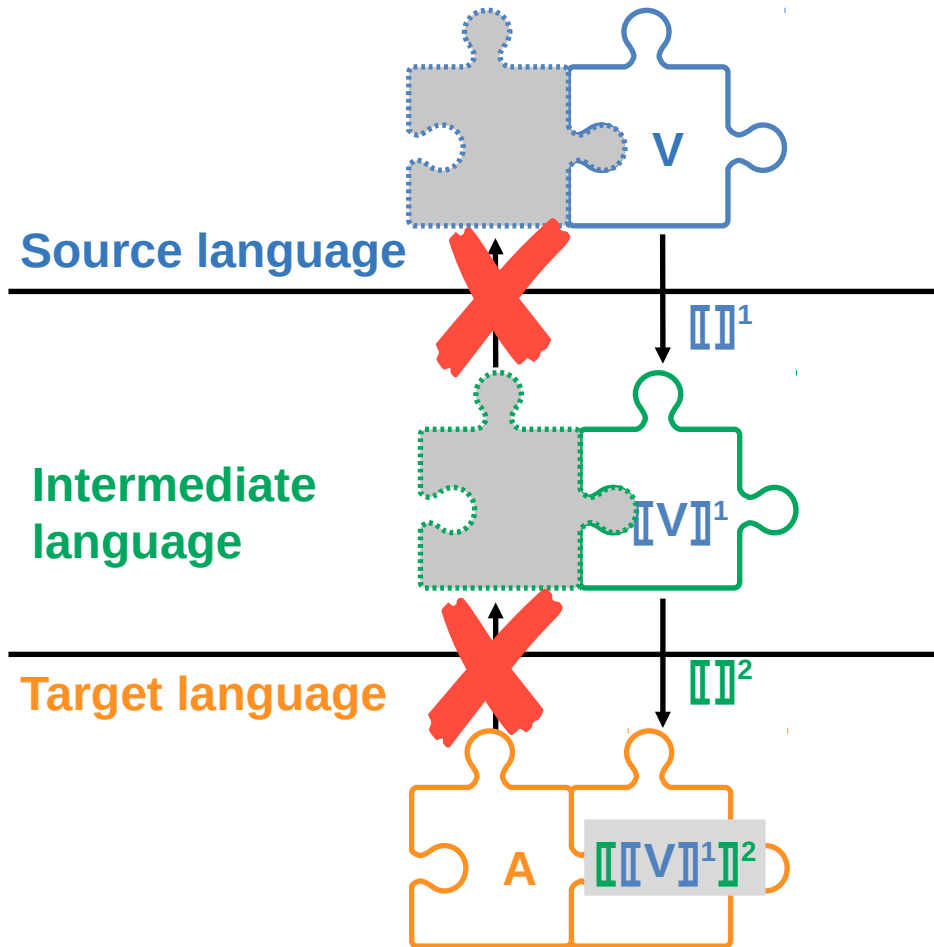 V
Source language
⟦⟧¹
Intermediate
language
⟦V⟧¹
⟦⟧²
Target language
A
⟦⟦V⟧¹⟧²